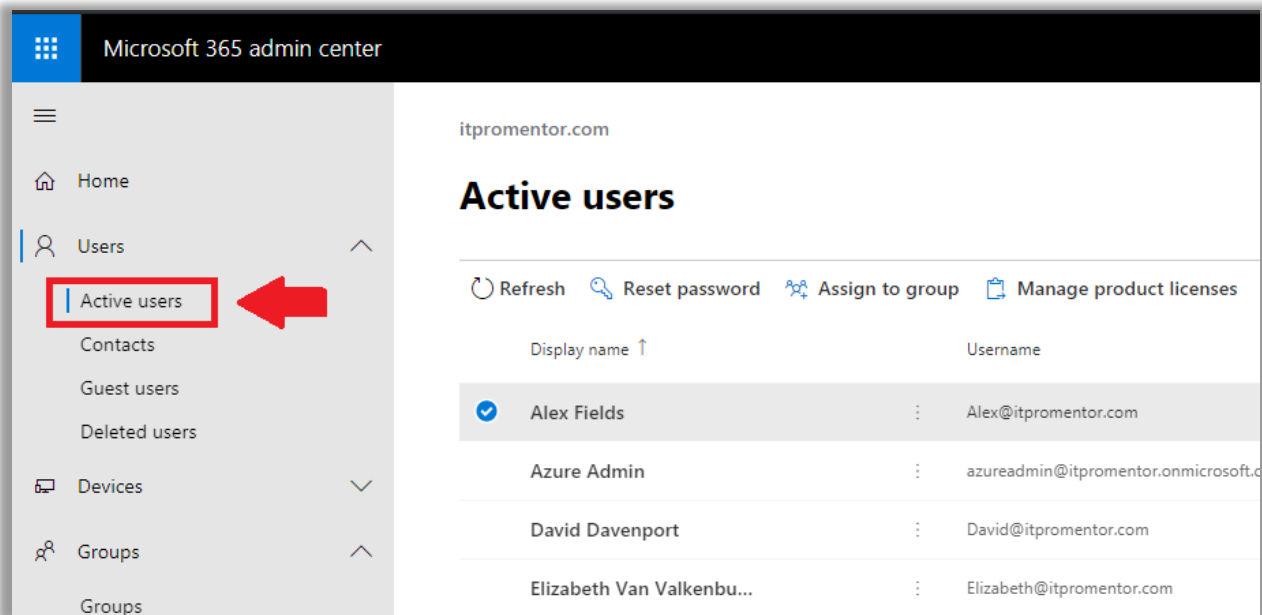 Microsoft 365 admin center
Home
Users
Active users
Contacts
Guest users
Deleted users
Devices
Groups
Groups
itpromentor.com
Active users
Refresh Reset password Assign to group Manage product licenses
Display name ↑ Username
Alex Fields Alex@itpromentor.com
Azure Admin azureadmin@itpromentor.onmicrosoft.c
David Davenport David@itpromentor.com
Elizabeth Van Valkenbu... Elizabeth@itpromentor.com